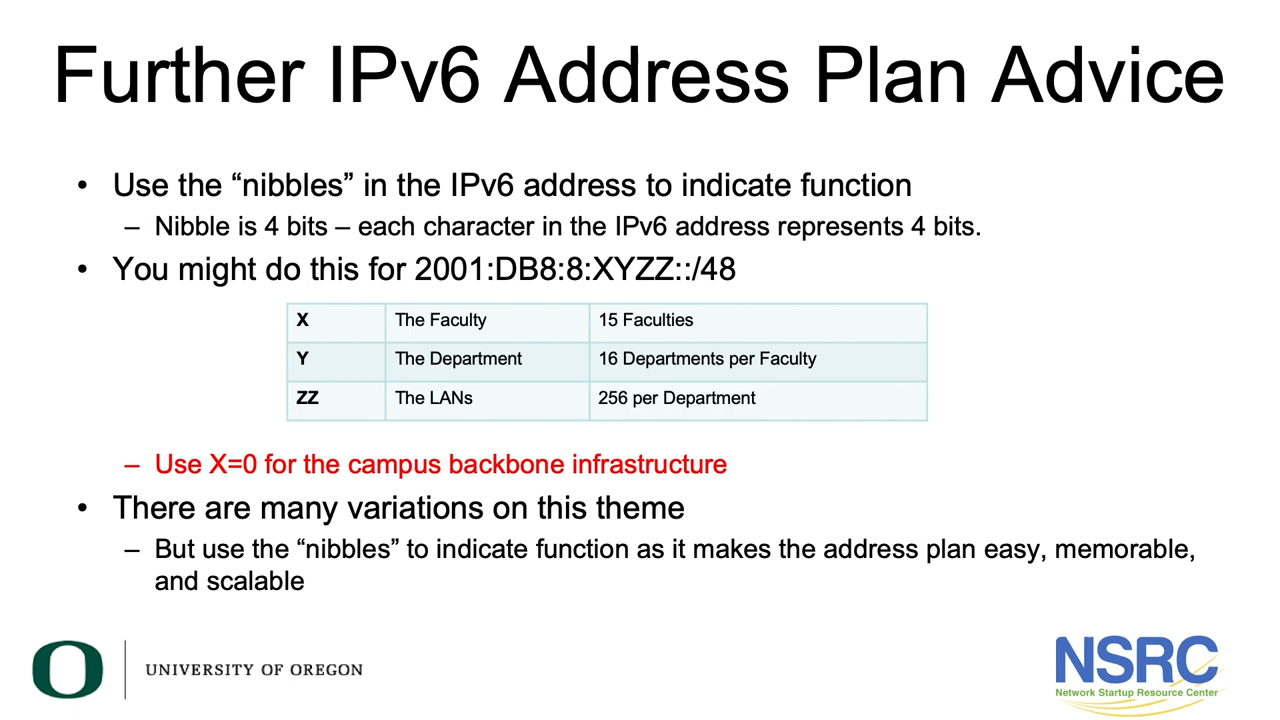 Further IPv6 Address Plan Advice
• Use the “nibbles” in the IPv6 address to indicate function
– Nibble is 4 bits – each character in the IPv6 address represents 4 bits.
• You might do this for 2001:DB8:8:XYZZ::/48
X The Faculty 15 Faculties
Y The Department 16 Departments per Faculty
ZZ The LANs 256 per Department
– Use X=0 for the campus backbone infrastructure
• There are many variations on this theme
– But use the “nibbles” to indicate function as it makes the address plan easy, memorable,
and scalable
O UNIVERSITY OF OREGON
NSRC
Network Startup Resource Center